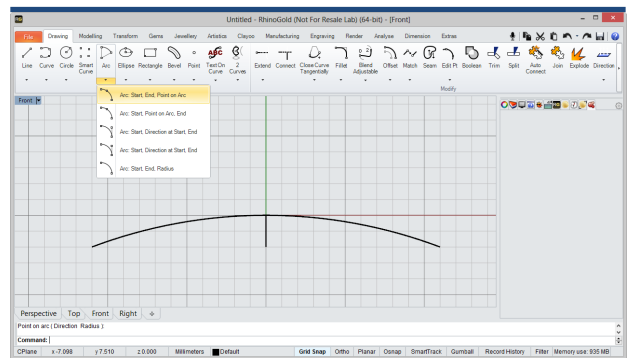 RG Untitled - RhinoGold (Not For Resale Lab) (64-bit) - [Front]
File Drawing Modelling Transform Gems Jewellery Artistics Clayoo Manufacturing Engraving Render Analyse Dimension Extras
Line Curve Circle Smart Curve Arc Ellipse Rectangle Bevel Point Text On Curve 2 Curves Extend Connect Close Curve Tangentially Fillet Blend Adjustable Offset Match Seam Edit Pt Boolean Trim Split Auto Connect Join Explode Direction
Modify
Arc: Start, End, Point on Arc
Arc: Start, Point on Arc, End
Arc: Start, Direction at Start, End
Arc: Start, Direction at Start, End
Arc: Start, End, Radius
Front
Perspective Top Front Right
Point on arc ( Direction Radius ):
Command:
CPlane x -7.098 y 7.510 z 0.000 Millimeters Default Grid Snap Ortho Planar Osnap SmartTrack Gumball Record History Filter Memory use: 935 MB